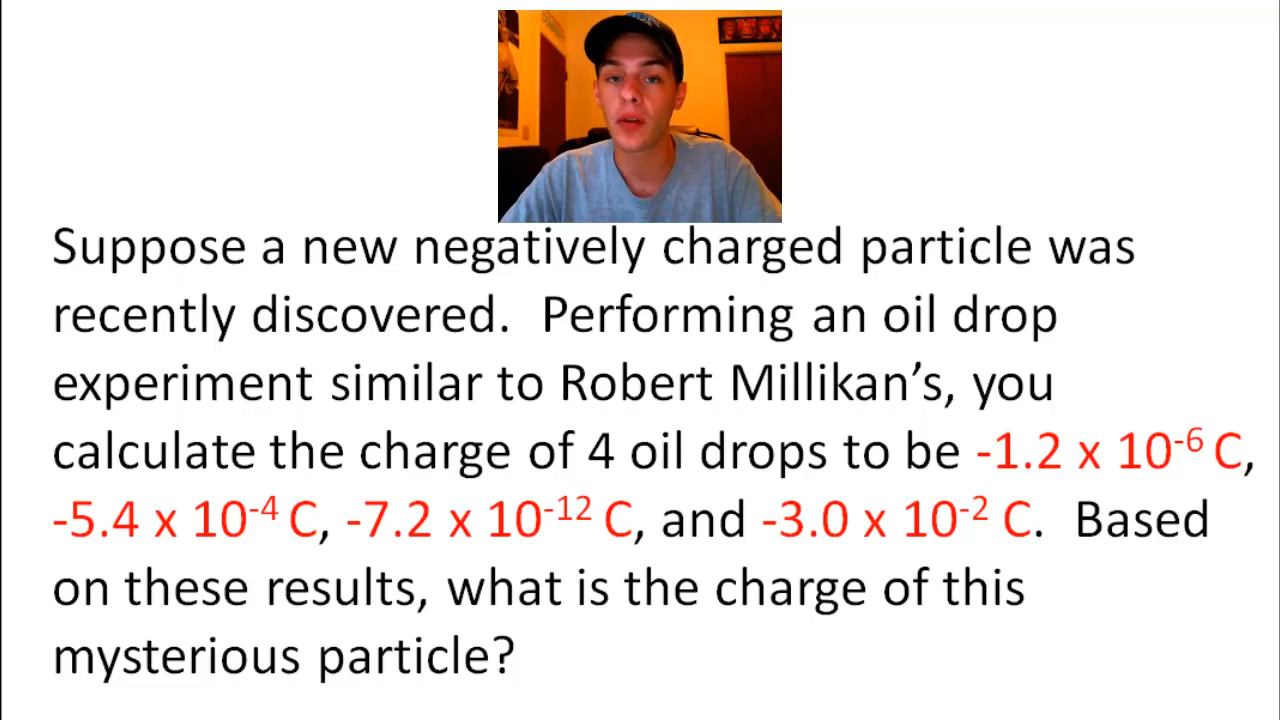 Suppose a new negatively charged particle was
recently discovered.  Performing an oil drop
experiment similar to Robert Millikan’s, you
calculate the charge of 4 oil drops to be -1.2 x 10⁻⁶ C,
-5.4 x 10⁻⁴ C, -7.2 x 10⁻¹² C, and -3.0 x 10⁻² C.  Based
on these results, what is the charge of this
mysterious particle?